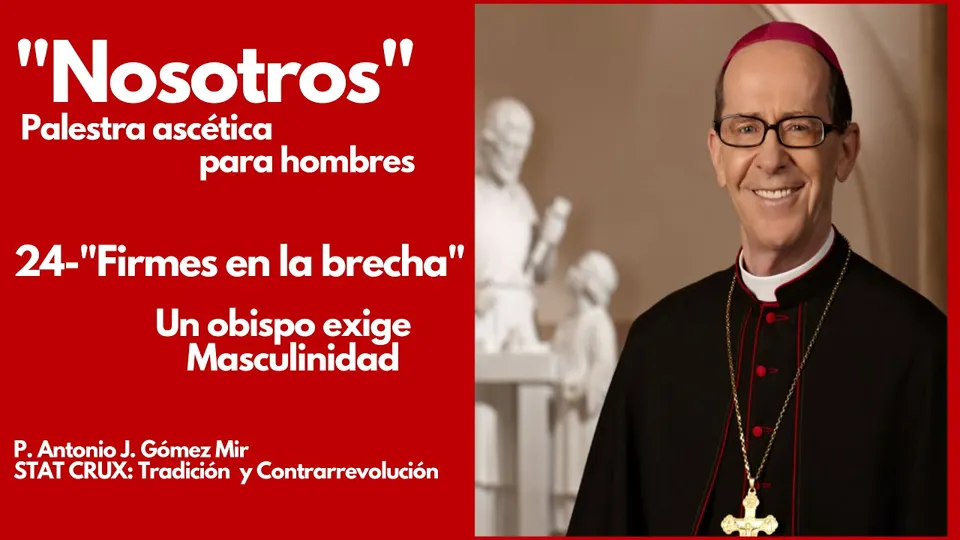 "Nosotros"
Palestra ascética
para hombres
24-"Firmes en la brecha"
Un obispo exige
Masculinidad
P. Antonio J. Gómez Mir
STAT CRUX: Tradición y Contrarrevolución